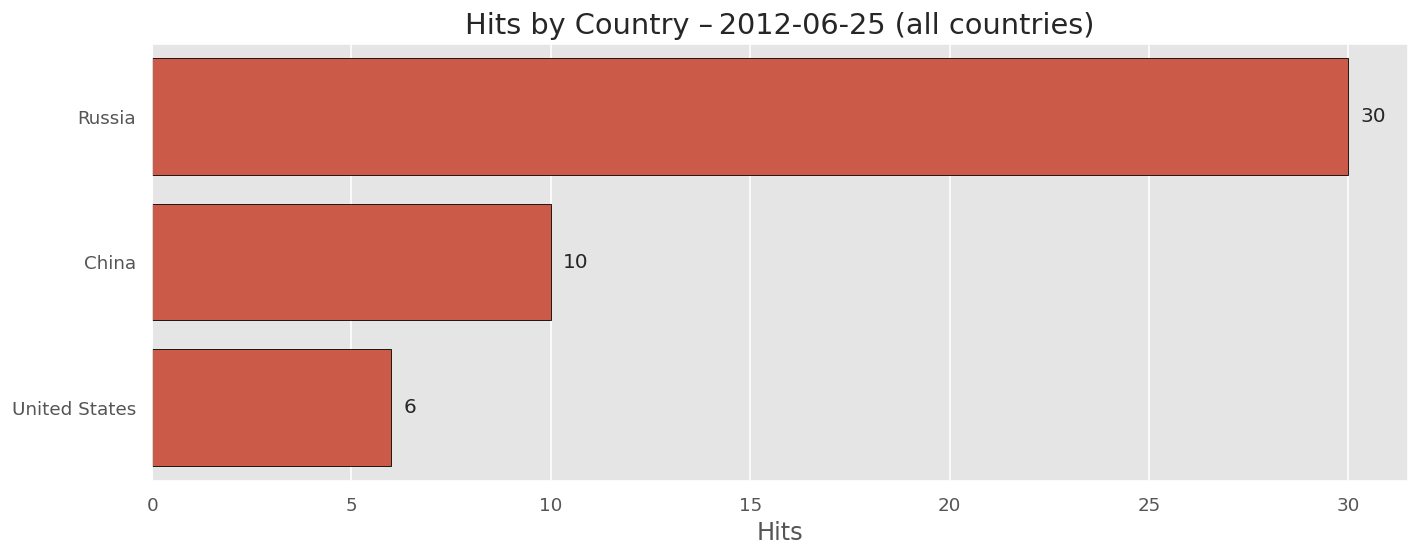 Hits by Country – 2012-06-25 (all countries)
Russia
30
China
10
United States
6
0 5 10 15 20 25 30
Hits